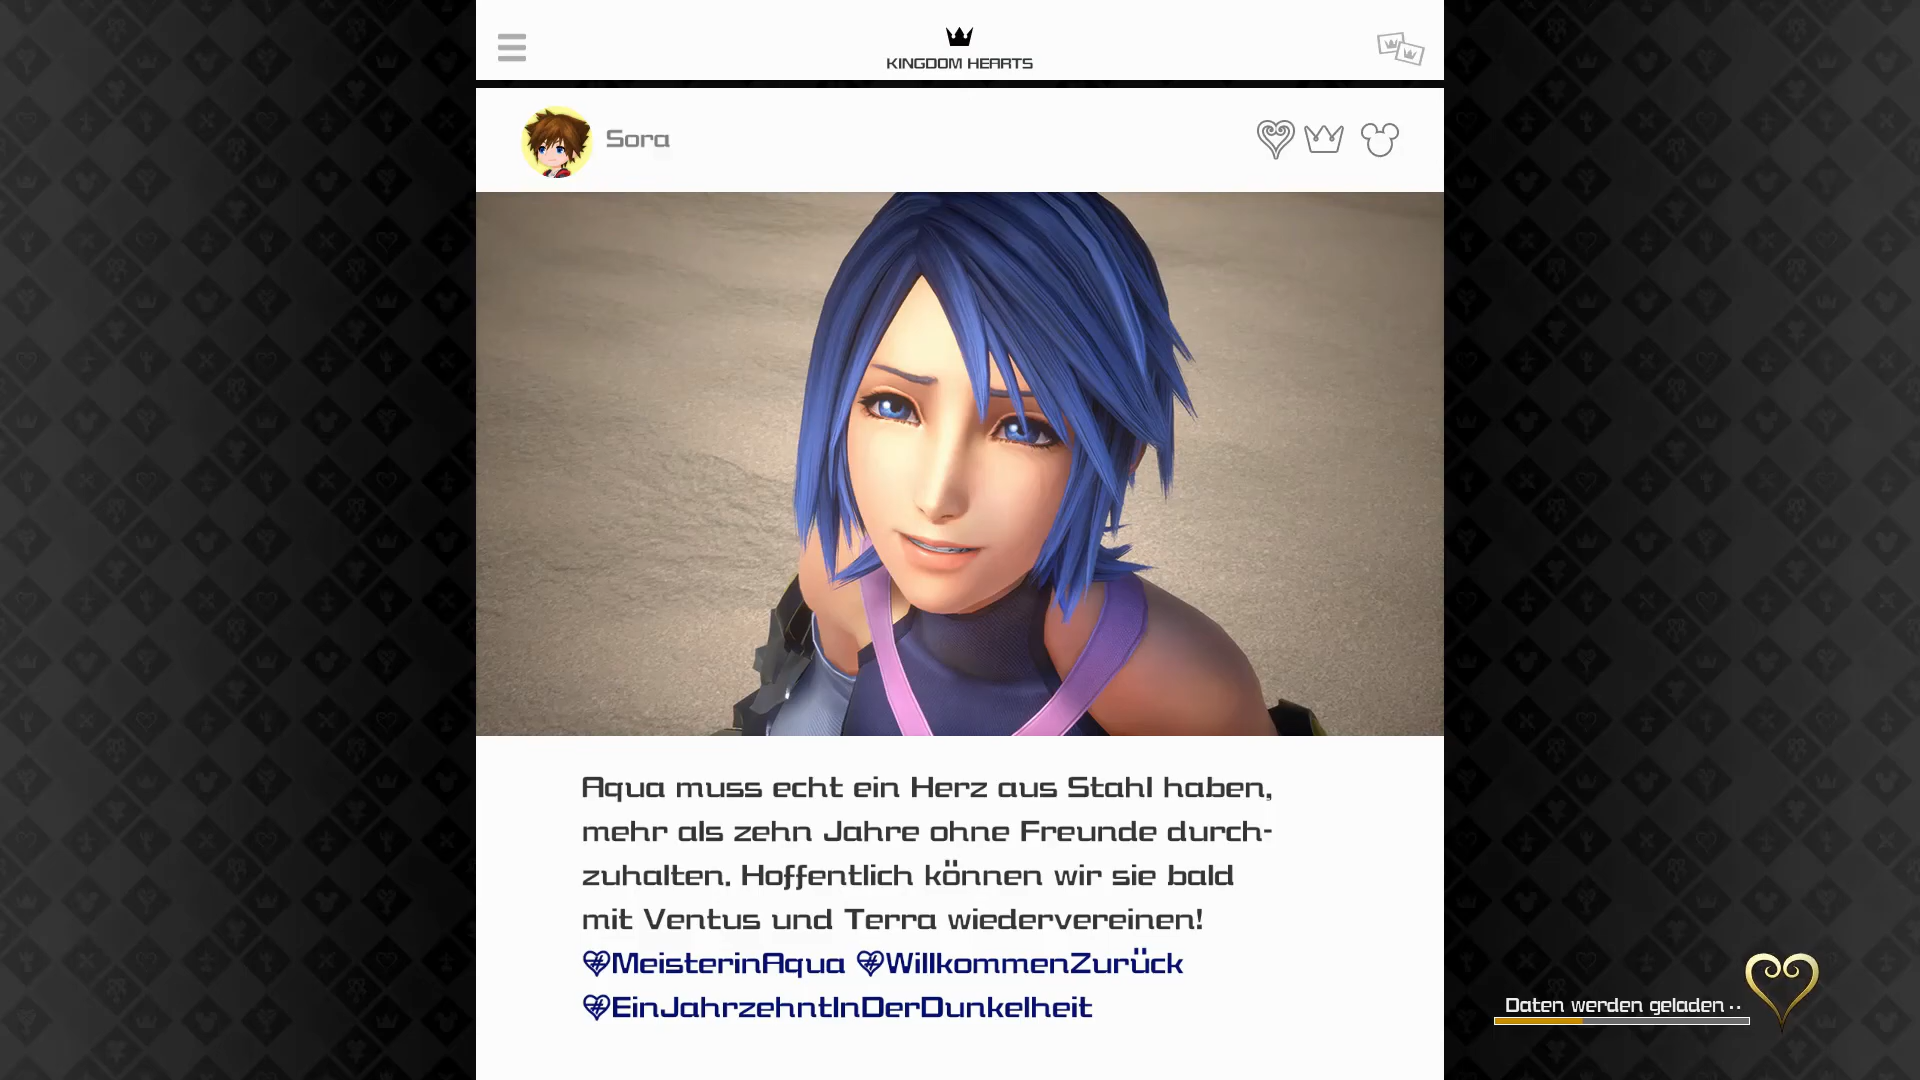 KINGDOM HEARTS
Sora
Aqua muss echt ein Herz aus Stahl haben,
mehr als zehn Jahre ohne Freunde durch-
zuhalten. Hoffentlich können wir sie bald
mit Ventus und Terra wiedervereinen!
#MeisterinAqua #WillkommenZurück
#EinJahrzehntInDerDunkelheit
Daten werden geladen..